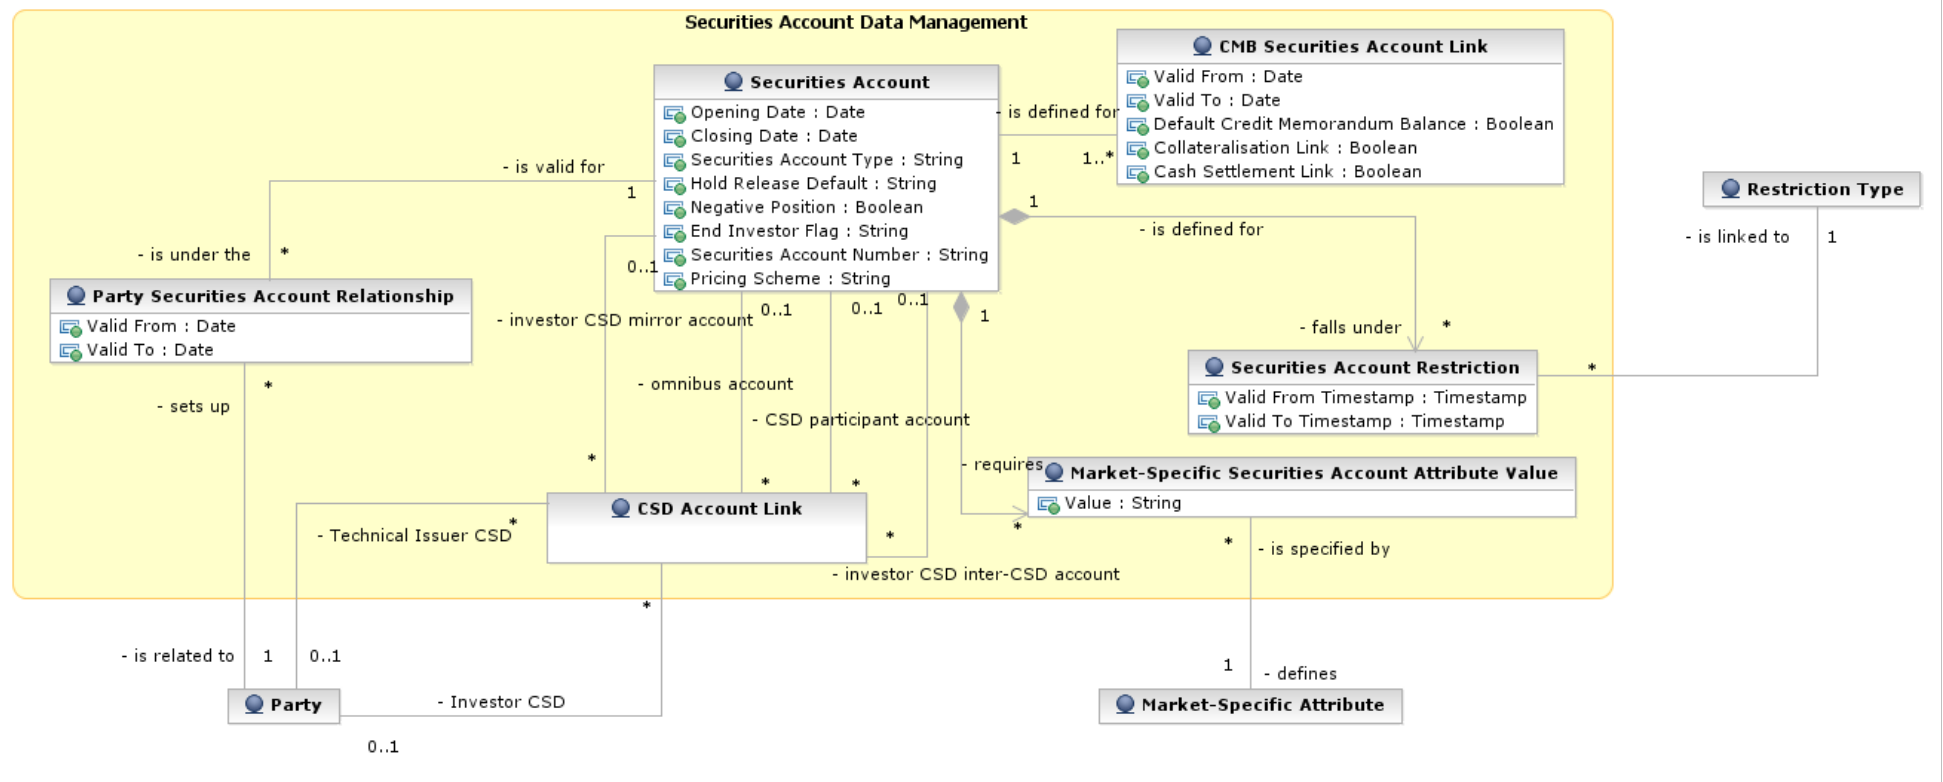 Securities Account Data Management
CMB Securities Account Link
Valid From : Date
Valid To : Date
Default Credit Memorandum Balance : Boolean
Collateralisation Link : Boolean
Cash Settlement Link : Boolean
Securities Account
Opening Date : Date
Closing Date : Date
Securities Account Type : String
Hold Release Default : String
Negative Position : Boolean
End Investor Flag : String
Securities Account Number : String
Pricing Scheme : String
- is defined for
1
1..*
- is valid for
1
- is under the
*
Restriction Type
- is linked to
1
1
- is defined for
- falls under
*
Party Securities Account Relationship
Valid From : Date
Valid To : Date
0..1
- investor CSD mirror account
0..1
0..1
0..1
1
- omnibus account
- CSD participant account
Securities Account Restriction
Valid From Timestamp : Timestamp
Valid To Timestamp : Timestamp
*
*
- sets up
*
*
*
- requires
Market-Specific Securities Account Attribute Value
Value : String
*
CSD Account Link
*
- Technical Issuer CSD
*
- investor CSD inter-CSD account
*
- is specified by
*
- is related to
1
0..1
1
- defines
Party
- Investor CSD
0..1
Market-Specific Attribute